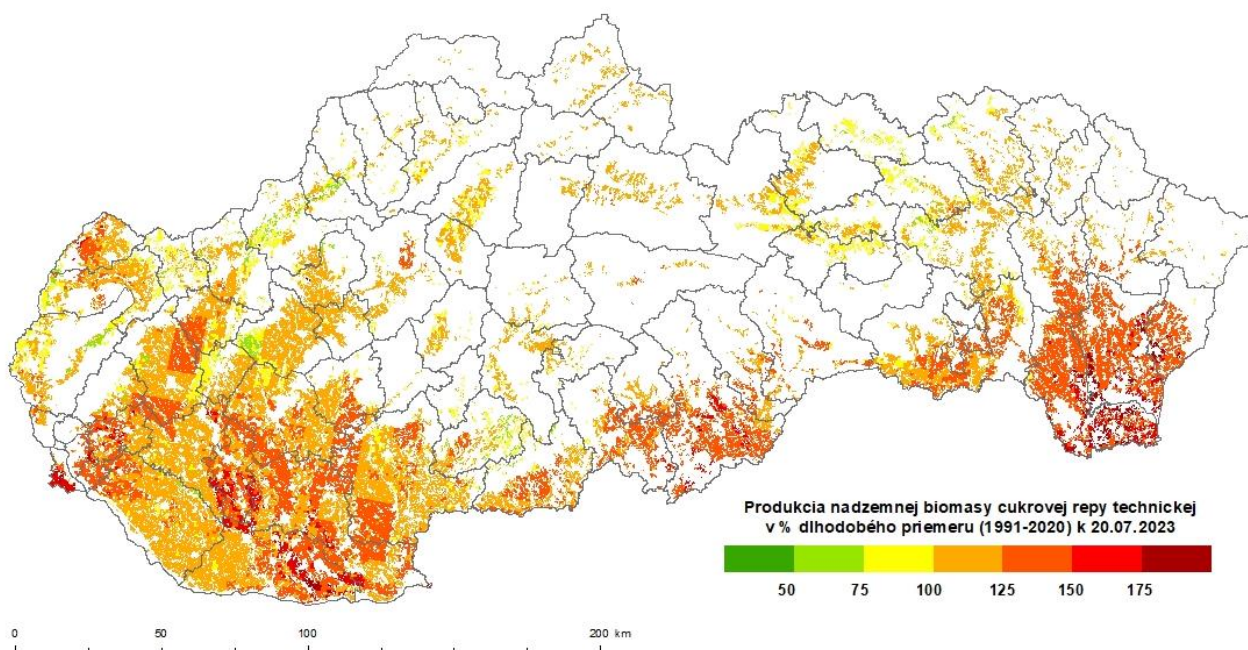 Produkcia nadzemnej biomasy cukrovej repy technickej
v % dlhodobého priemeru (1991-2020) k 20.07.2023
50 75 100 125 150 175
0 50 100 200 km